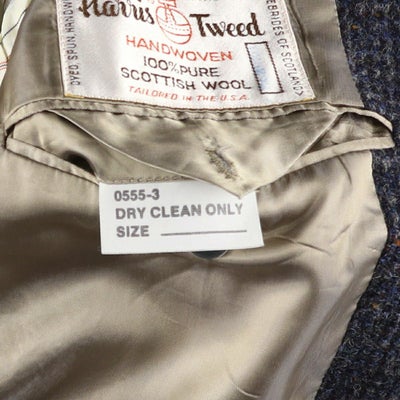 Harris Tweed
HANDWOVEN
100% PURE
SCOTTISH WOOL
TAILORED IN THE U.S.A.
DYED, SPUN, HANDW
EBRIDES OF SCOTLAND
0555-3
DRY CLEAN ONLY
SIZE